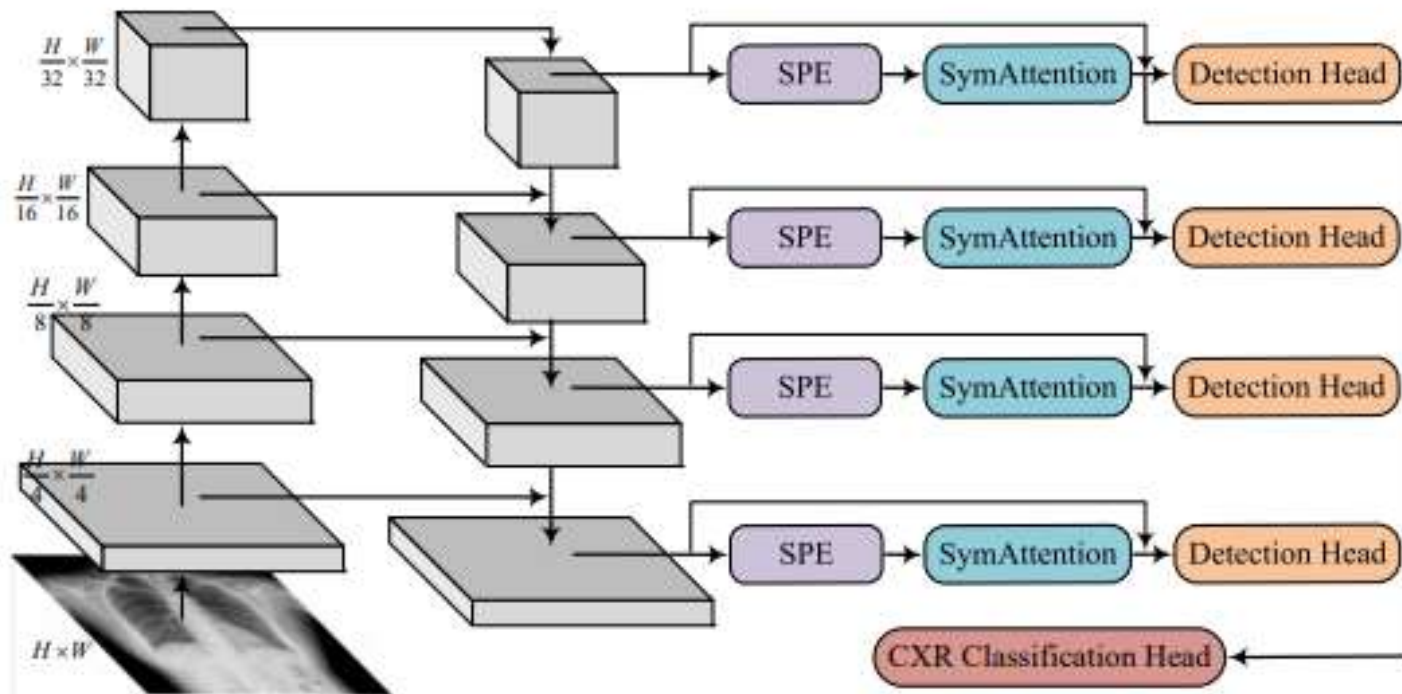 H/32 × W/32
SPE SymAttention Detection Head
H/16 × W/16
SPE SymAttention Detection Head
H/8 × W/8
SPE SymAttention Detection Head
H/4 × W/4
SPE SymAttention Detection Head
H×W
CXR Classification Head